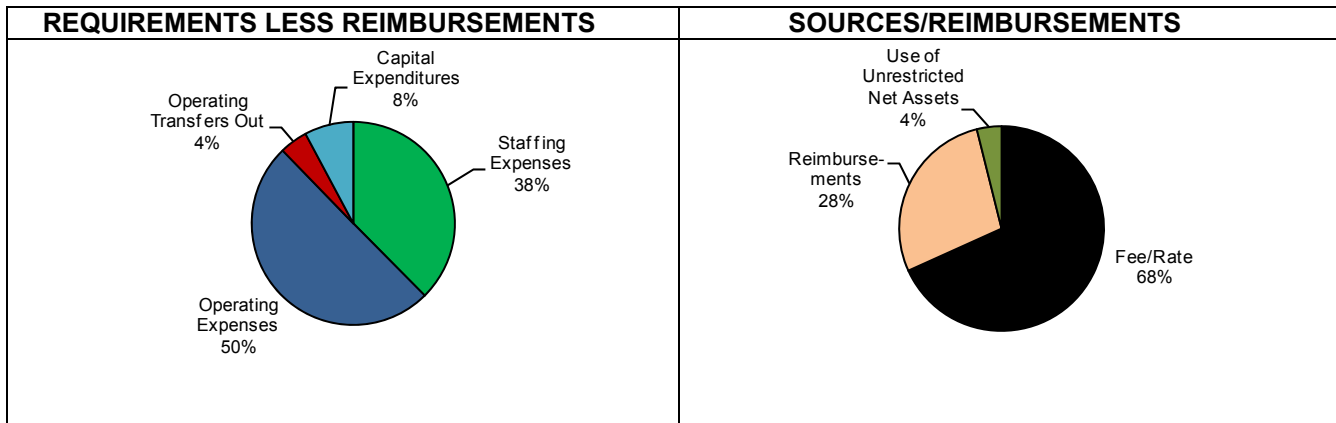 REQUIREMENTS LESS REIMBURSEMENTS
Capital
Expenditures
8%
Operating
Transfers Out
4%
Staffing
Expenses
38%
Operating
Expenses
50%
SOURCES/REIMBURSEMENTS
Use of
Unrestricted
Net Assets
4%
Reimburse-
ments
28%
Fee/Rate
68%